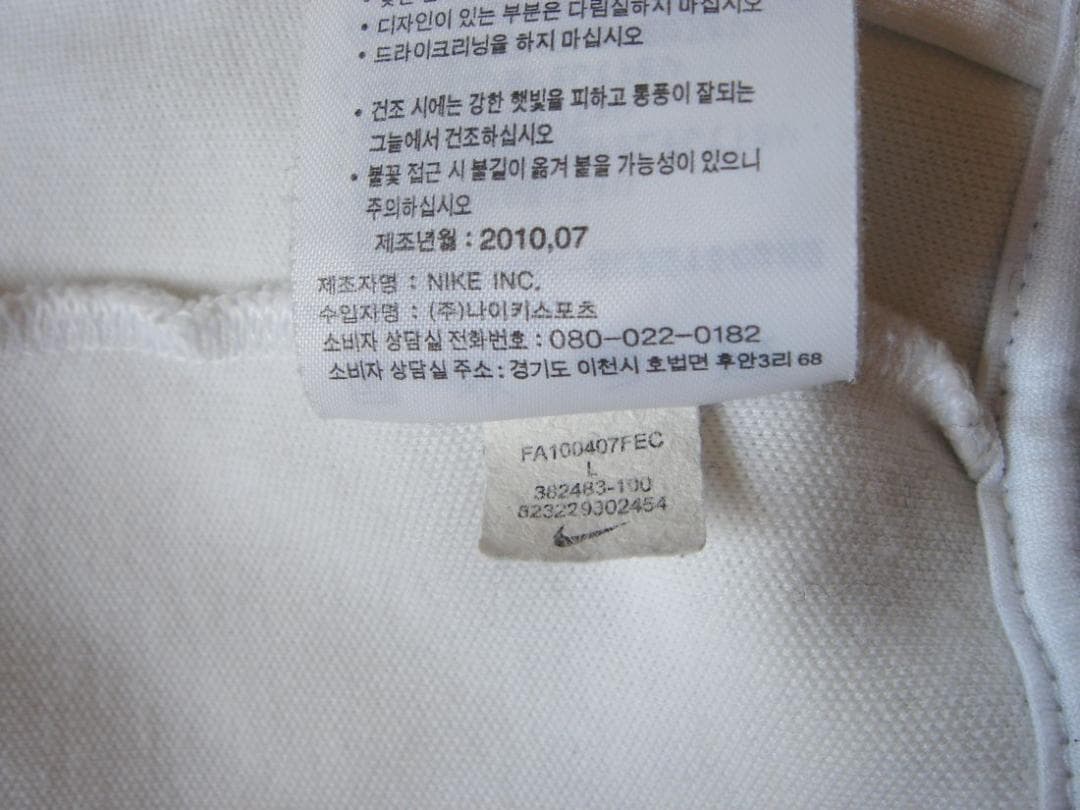 • 디자인이 있는 부분은 다림질하지 마십시오
• 드라이크리닝을 하지 마십시오
• 건조 시에는 강한 햇빛을 피하고 통풍이 잘되는
그늘에서 건조하십시오
• 불꽃 접근 시 불길이 옮겨 붙을 가능성이 있으니
주의하십시오
제조년월 : 2010,07
제조자명 : NIKE INC.
수입자명 : (주)나이키스포츠
소비자 상담실 전화번호 : 080-022-0182
소비자 상담실 주소 : 경기도 이천시 호법면 후안3리 68
FA100407FEC
L
382483-100
823229302454